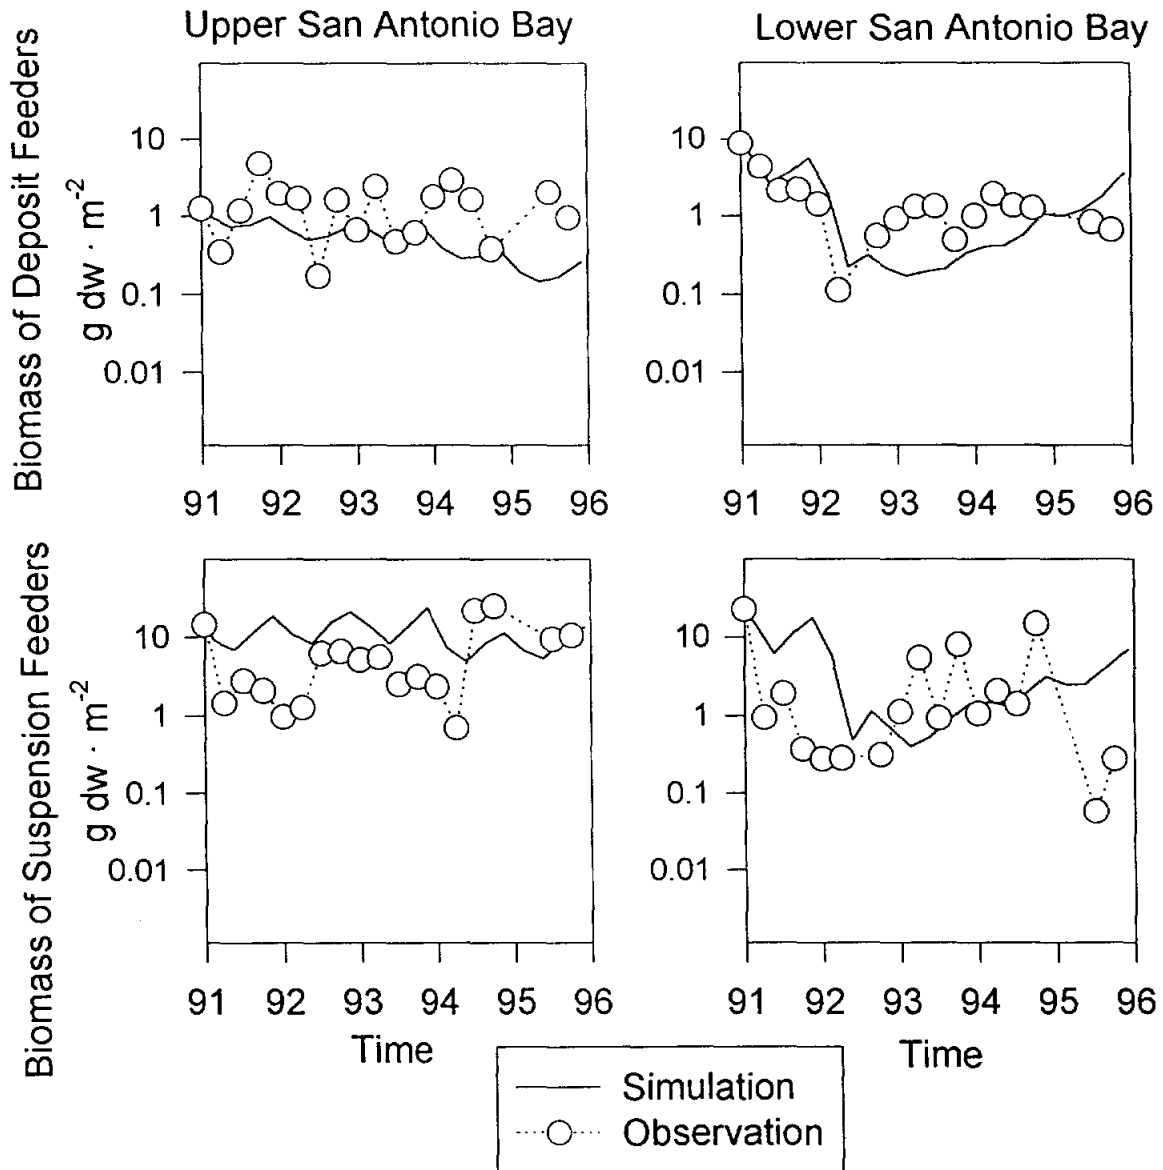 Upper San Antonio Bay
Lower San Antonio Bay
Biomass of Deposit Feeders
g dw · m⁻²
10
1
0.1
0.01
91 92 93 94 95 96
10
1
0.1
0.01
91 92 93 94 95 96
Biomass of Suspension Feeders
g dw · m⁻²
10
1
0.1
0.01
91 92 93 94 95 96
Time
10
1
0.1
0.01
91 92 93 94 95 96
Time
Simulation
Observation